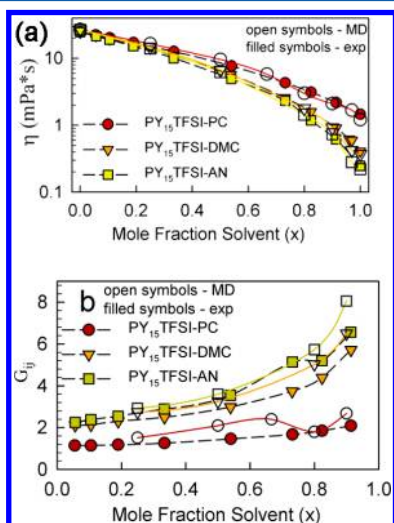 (a)
open symbols - MD
filled symbols - exp
η (mPa*s)
10
1
0.1
PY₁₅TFSI-PC
PY₁₅TFSI-DMC
PY₁₅TFSI-AN
0.0 0.2 0.4 0.6 0.8 1.0
Mole Fraction Solvent (x)
b
open symbols - MD
filled symbols - exp
G_ij
8
6
4
2
0
PY₁₅TFSI-PC
PY₁₅TFSI-DMC
PY₁₅TFSI-AN
0.0 0.2 0.4 0.6 0.8 1.0
Mole Fraction Solvent (x)